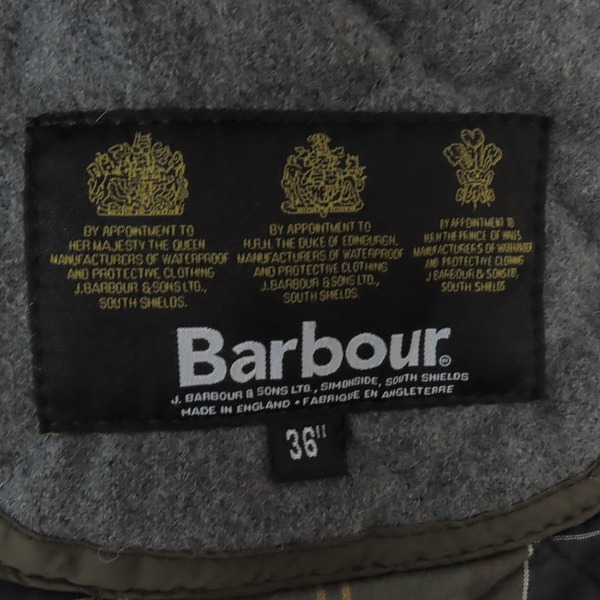 BY APPOINTMENT TO
HER MAJESTY THE QUEEN
MANUFACTURERS OF WATERPROOF
AND PROTECTIVE CLOTHING
J.BARBOUR & SONS LTD.,
SOUTH SHIELDS.
BY APPOINTMENT TO
H.R.H. THE DUKE OF EDINBURGH.
MANUFACTURERS OF WATERPROOF
AND PROTECTIVE CLOTHING
J.BARBOUR & SONS LTD.,
SOUTH SHIELDS.
BY APPOINTMENT TO
H.R.H THE PRINCE OF WALES
MANUFACTURERS OF WATERPROOF
AND PROTECTIVE CLOTHING
J BARBOUR & SONS LTD.
SOUTH SHIELDS
Barbour®
J. BARBOUR & SONS LTD., SIMONSIDE, SOUTH SHIELDS
MADE IN ENGLAND • FABRIQUE EN ANGLETERRE
36"